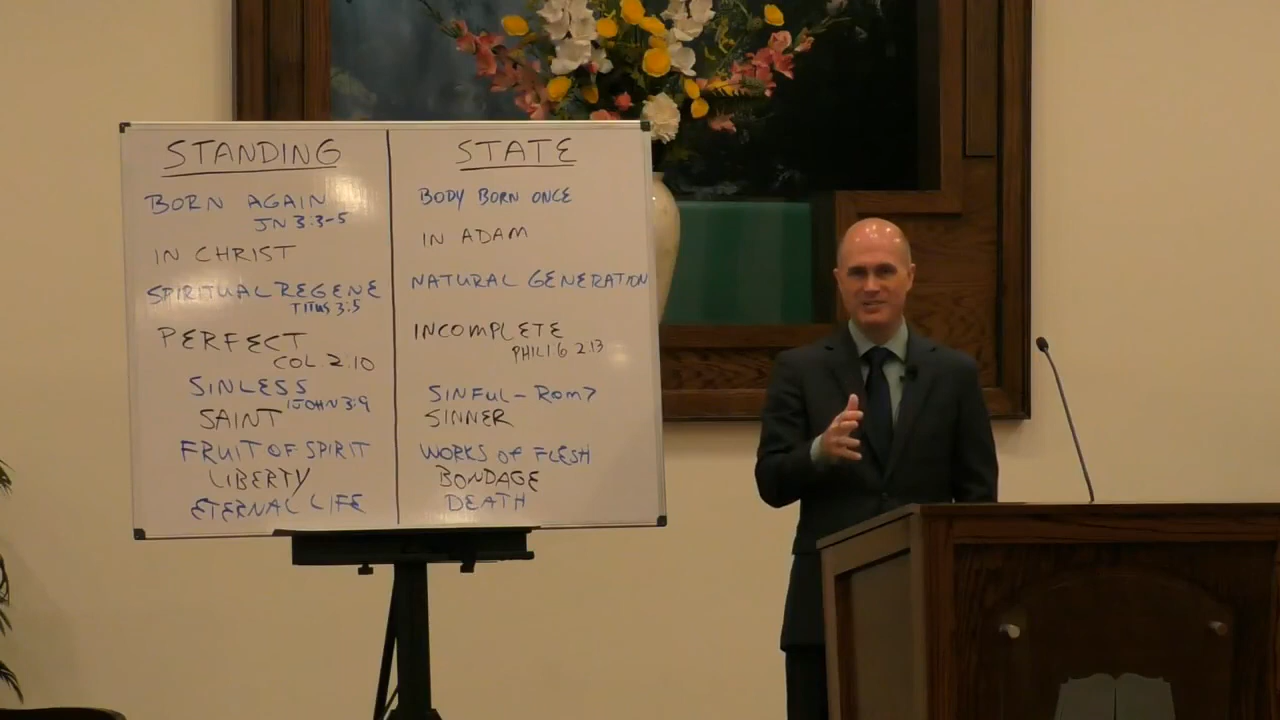 STANDING
BORN AGAIN
JN 3:3-5
IN CHRIST
SPIRITUAL REGENE
TITUS 3:5
PERFECT
COL 2.10
SINLESS
1JOHN 3:9
SAINT
FRUIT OF SPIRIT
LIBERTY
ETERNAL LIFE
STATE
BODY BORN ONCE
IN ADAM
NATURAL GENERATION
INCOMPLETE
PHIL 1:6 2.13
SINFUL - ROM 7
SINNER
WORKS OF FLESH
BONDAGE
DEATH